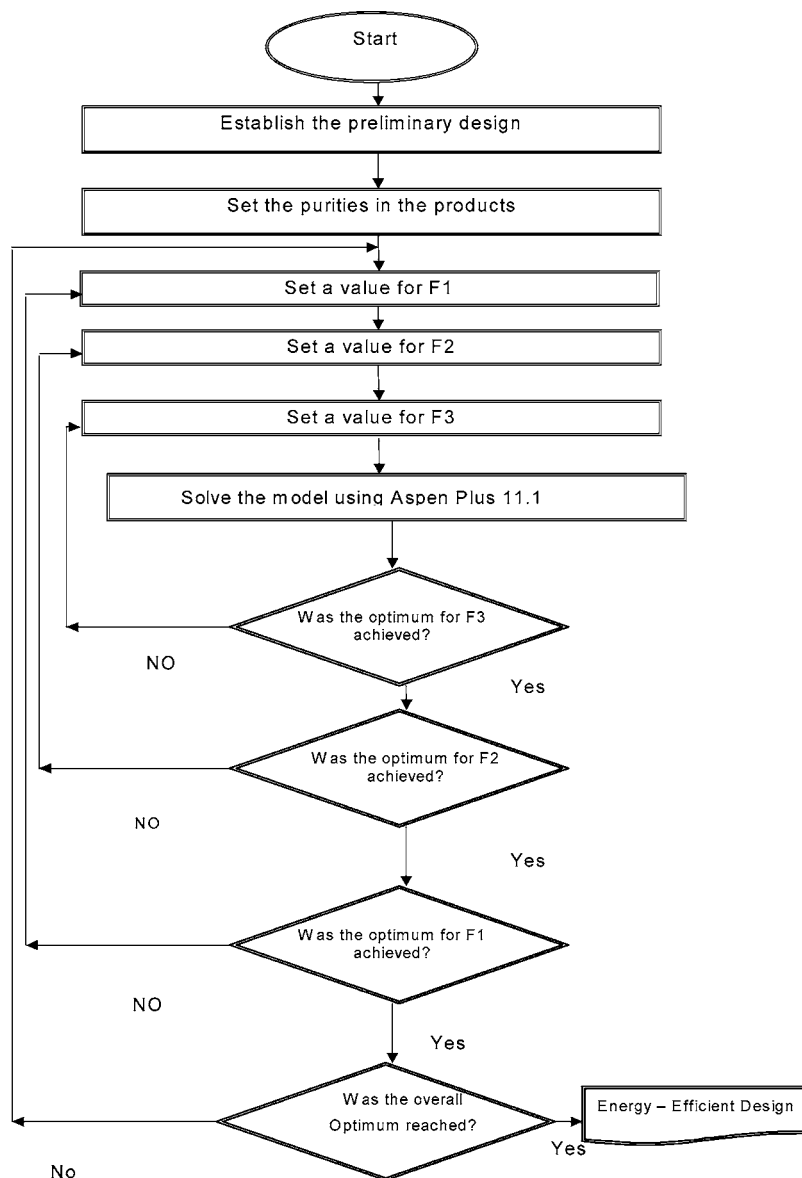 Start
Establish the preliminary design
Set the purities in the products
Set a value for F1
Set a value for F2
Set a value for F3
Solve the model using Aspen Plus 11.1
Was the optimum for F3
achieved?
NO
Yes
Was the optimum for F2
achieved?
NO
Yes
Was the optimum for F1
achieved?
NO
Yes
Was the overall
Optimum reached?
Energy – Efficient Design
Yes
No